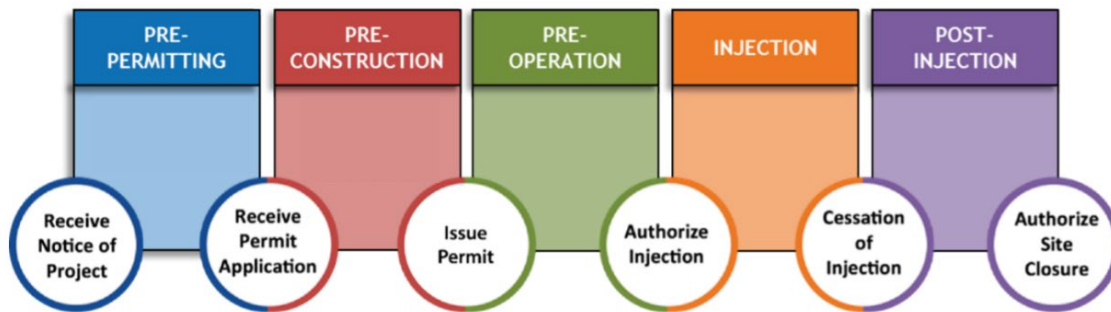 PRE-
PERMITTING
PRE-
CONSTRUCTION
PRE-
OPERATION
INJECTION
POST-
INJECTION
Receive
Notice of
Project
Receive
Permit
Application
Issue
Permit
Authorize
Injection
Cessation
of
Injection
Authorize
Site
Closure